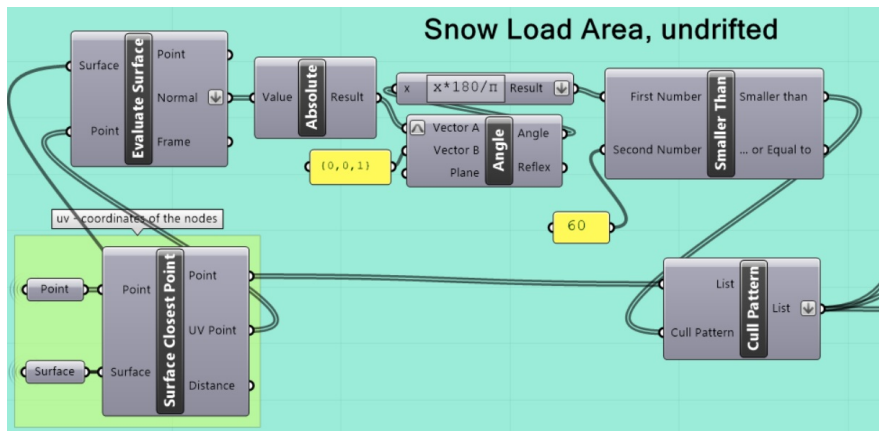 Snow Load Area, undrifted
Surface
Point
Evaluate Surface
Point
Normal
Frame
Value
Absolute
Result
x
x*180/π
Result
Vector A
Vector B
Plane
Angle
Angle
Reflex
{0,0,1}
First Number
Second Number
Smaller Than
Smaller than
... or Equal to
60
uv - coordinates of the nodes
Point
Surface
Point
Surface
Surface Closest Point
Point
UV Point
Distance
List
Cull Pattern
Cull Pattern
List